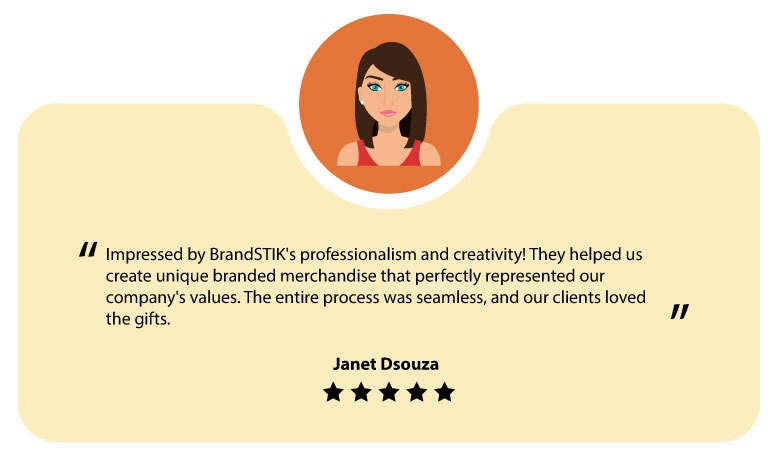 “ Impressed by BrandSTIK's professionalism and creativity! They helped us
create unique branded merchandise that perfectly represented our
company's values. The entire process was seamless, and our clients loved
the gifts. ”
Janet Dsouza